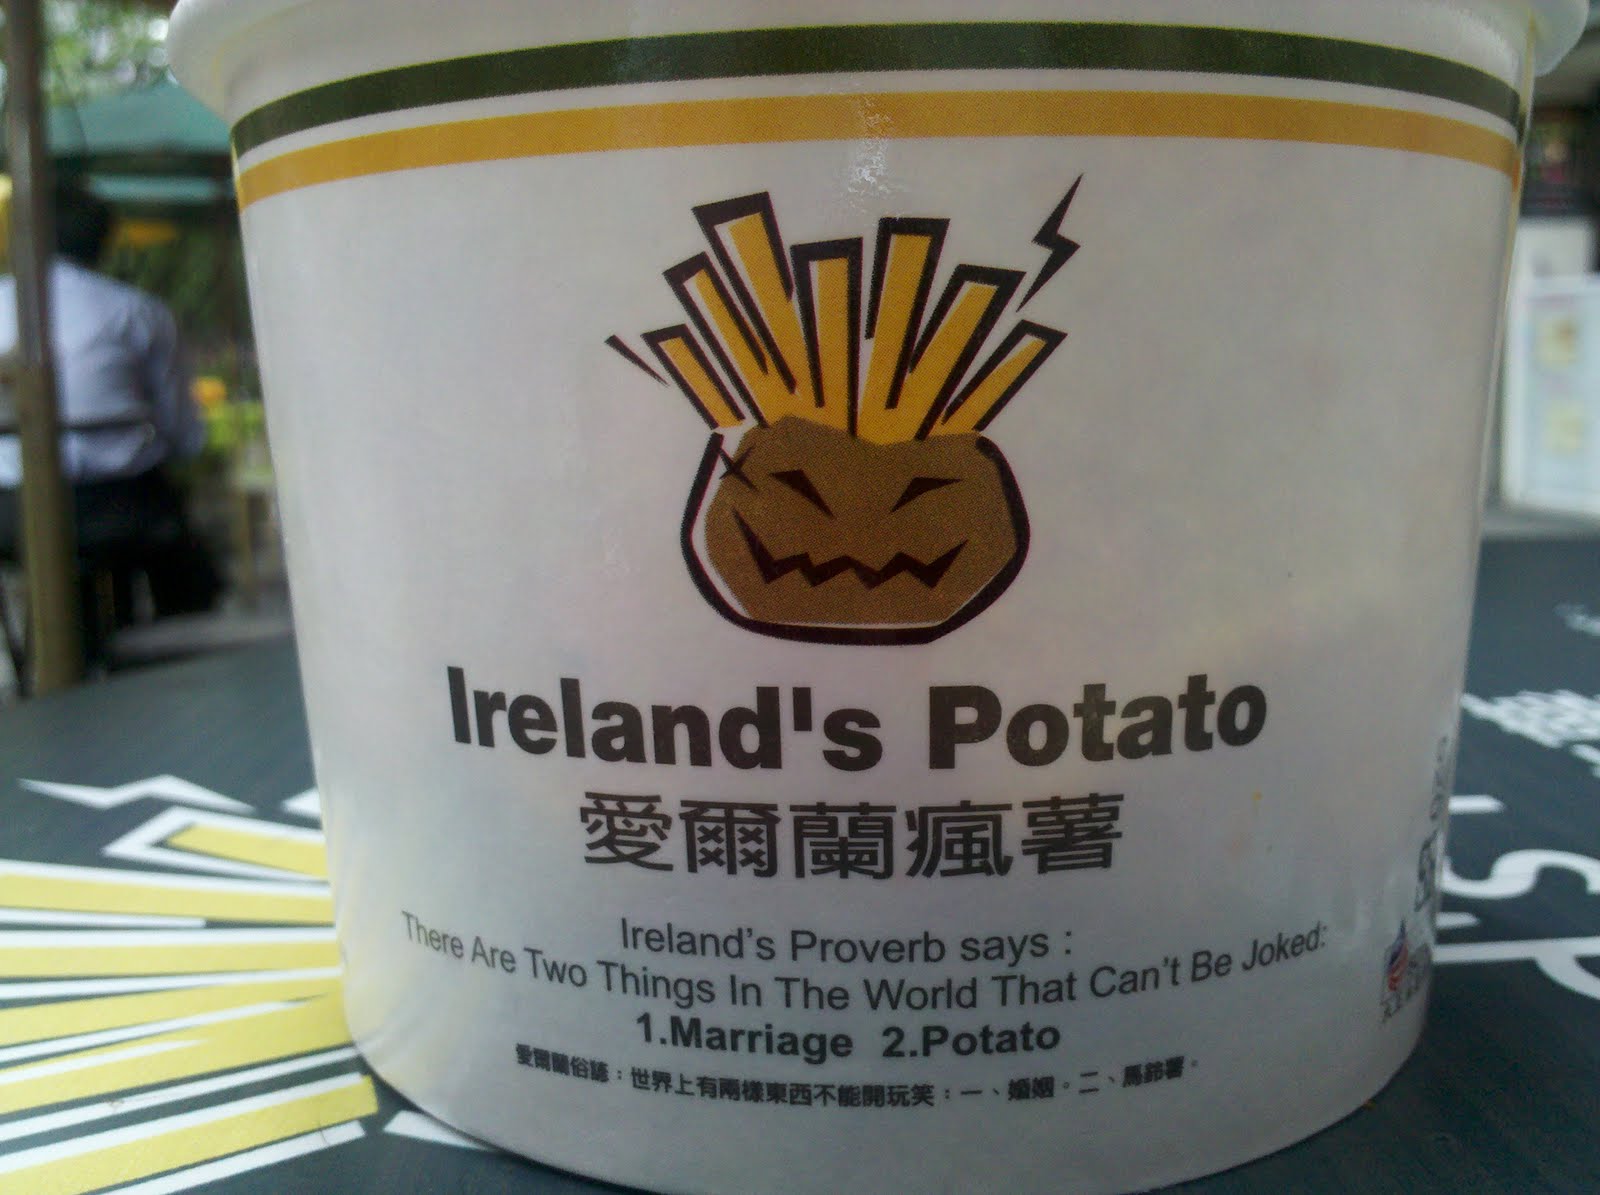 Ireland's Potato
愛爾蘭瘋薯
Ireland’s Proverb says :
There Are Two Things In The World That Can’t Be Joked:
1.Marriage 2.Potato
愛爾蘭俗諺：世界上有兩樣東西不能開玩笑：一、婚姻。二、馬鈴薯。